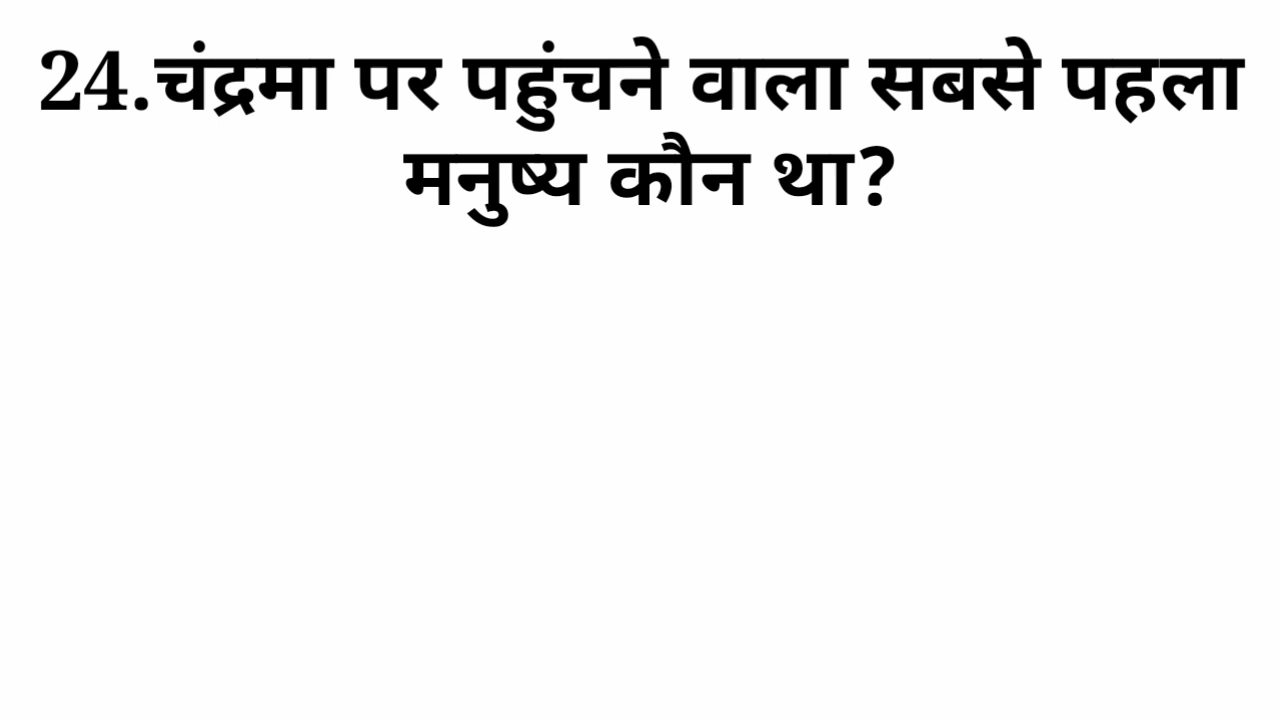 24.चंद्रमा पर पहुंचने वाला सबसे पहला
मनुष्य कौन था?